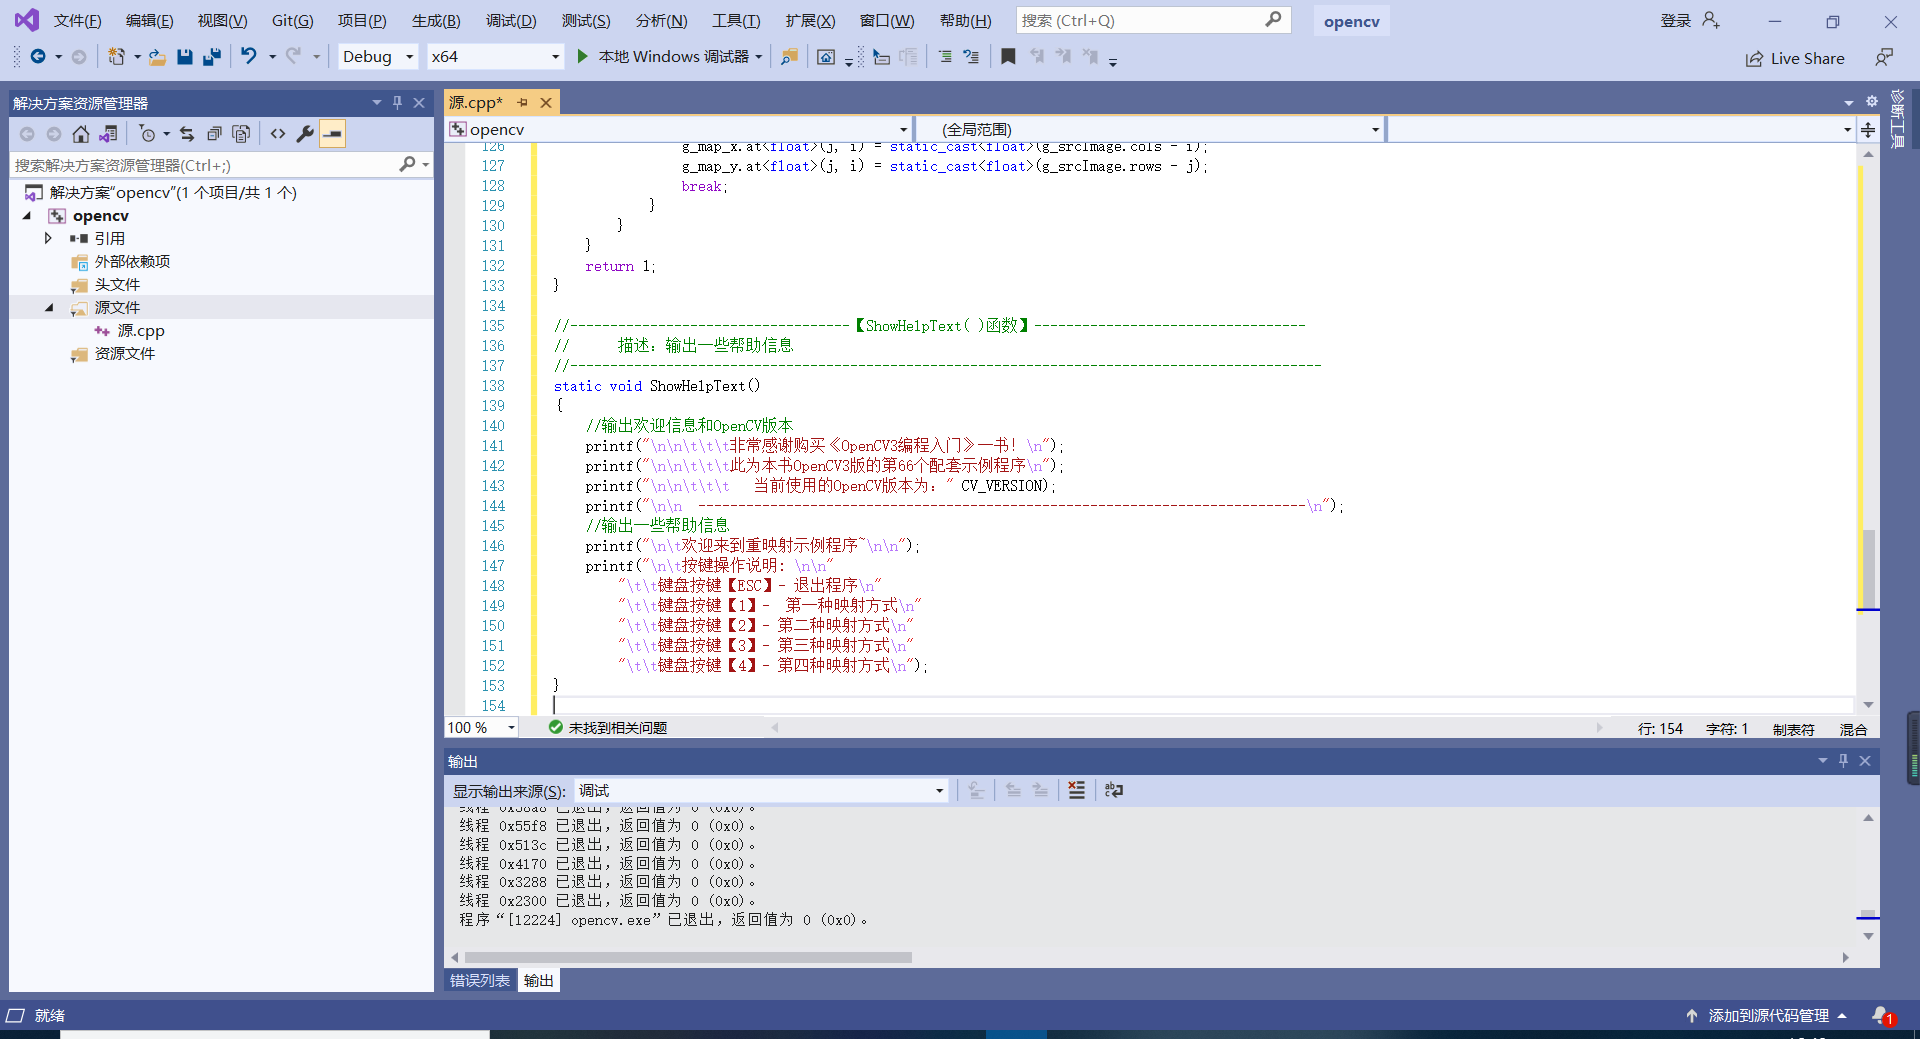 文件(F) 编辑(E) 视图(V) Git(G) 项目(P) 生成(B) 调试(D) 测试(S) 分析(N) 工具(T) 扩展(X) 窗口(W) 帮助(H) 搜索 (Ctrl+Q) opencv 登录
Debug x64 本地 Windows 调试器 Live Share
解决方案资源管理器
搜索解决方案资源管理器(Ctrl+;)
解决方案“opencv”(1 个项目/共 1 个)
opencv
引用
外部依赖项
头文件
源文件
源.cpp
资源文件
源.cpp*
opencv (全局范围)
126 g_map_x.at<float>(j, i) = static_cast<float>(g_srcImage.cols - i);
127 g_map_y.at<float>(j, i) = static_cast<float>(g_srcImage.rows - j);
128 break;
129 }
130 }
131 }
132 return 1;
133 }
134
135 //-----------------------------------【ShowHelpText( )函数】----------------------------------
136 // 描述：输出一些帮助信息
137 //----------------------------------------------------------------------------------------------
138 static void ShowHelpText()
139 {
140 //输出欢迎信息和OpenCV版本
141 printf("\n\n\t\t\t非常感谢购买《OpenCV3编程入门》一书！\n");
142 printf("\n\n\t\t\t此为本书OpenCV3版的第66个配套示例程序\n");
143 printf("\n\n\t\t\t   当前使用的OpenCV版本为：" CV_VERSION);
144 printf("\n\n  ----------------------------------------------------------------------------\n");
145 //输出一些帮助信息
146 printf("\n\t欢迎来到重映射示例程序~\n\n");
147 printf("\n\t按键操作说明: \n\n"
148 "\t\t键盘按键【ESC】- 退出程序\n"
149 "\t\t键盘按键【1】-  第一种映射方式\n"
150 "\t\t键盘按键【2】- 第二种映射方式\n"
151 "\t\t键盘按键【3】- 第三种映射方式\n"
152 "\t\t键盘按键【4】- 第四种映射方式\n");
153 }
154
100 % 未找到相关问题 行: 154 字符: 1 制表符 混合
诊断工具
输出
显示输出来源(S): 调试
线程 0x58a8 已退出，返回值为 0 (0x0)。
线程 0x55f8 已退出，返回值为 0 (0x0)。
线程 0x513c 已退出，返回值为 0 (0x0)。
线程 0x4170 已退出，返回值为 0 (0x0)。
线程 0x3288 已退出，返回值为 0 (0x0)。
线程 0x2300 已退出，返回值为 0 (0x0)。
程序“[12224] opencv.exe”已退出，返回值为 0 (0x0)。
错误列表 输出
就绪 添加到源代码管理 1